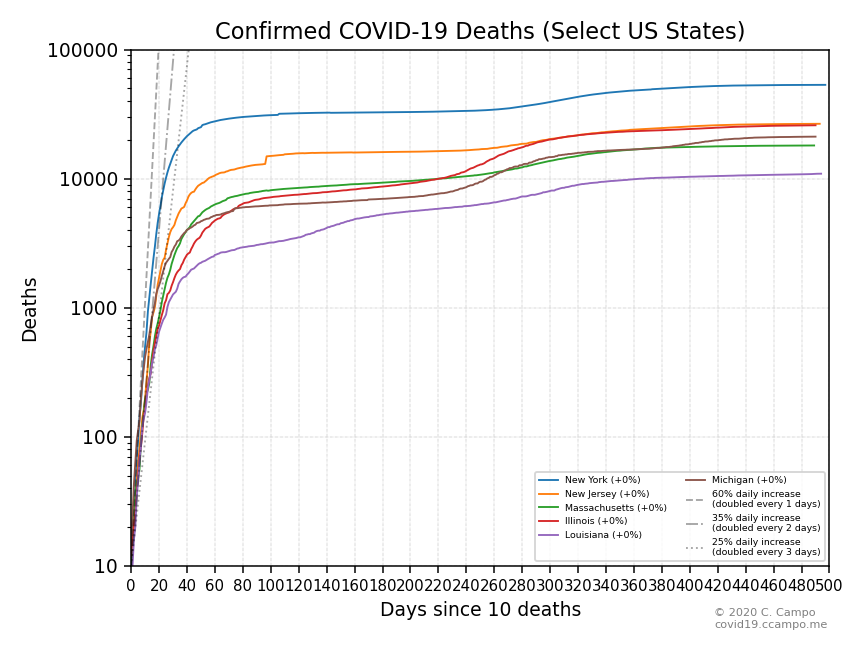 Confirmed COVID-19 Deaths (Select US States)
100000
10000
1000
100
10
Deaths
0 20 40 60 80 100 120 140 160 180 200 220 240 260 280 300 320 340 360 380 400 420 440 460 480 500
Days since 10 deaths
New York (+0%)
New Jersey (+0%)
Massachusetts (+0%)
Illinois (+0%)
Louisiana (+0%)
Michigan (+0%)
60% daily increase
(doubled every 1 days)
35% daily increase
(doubled every 2 days)
25% daily increase
(doubled every 3 days)
© 2020 C. Campo
covid19.ccampo.me